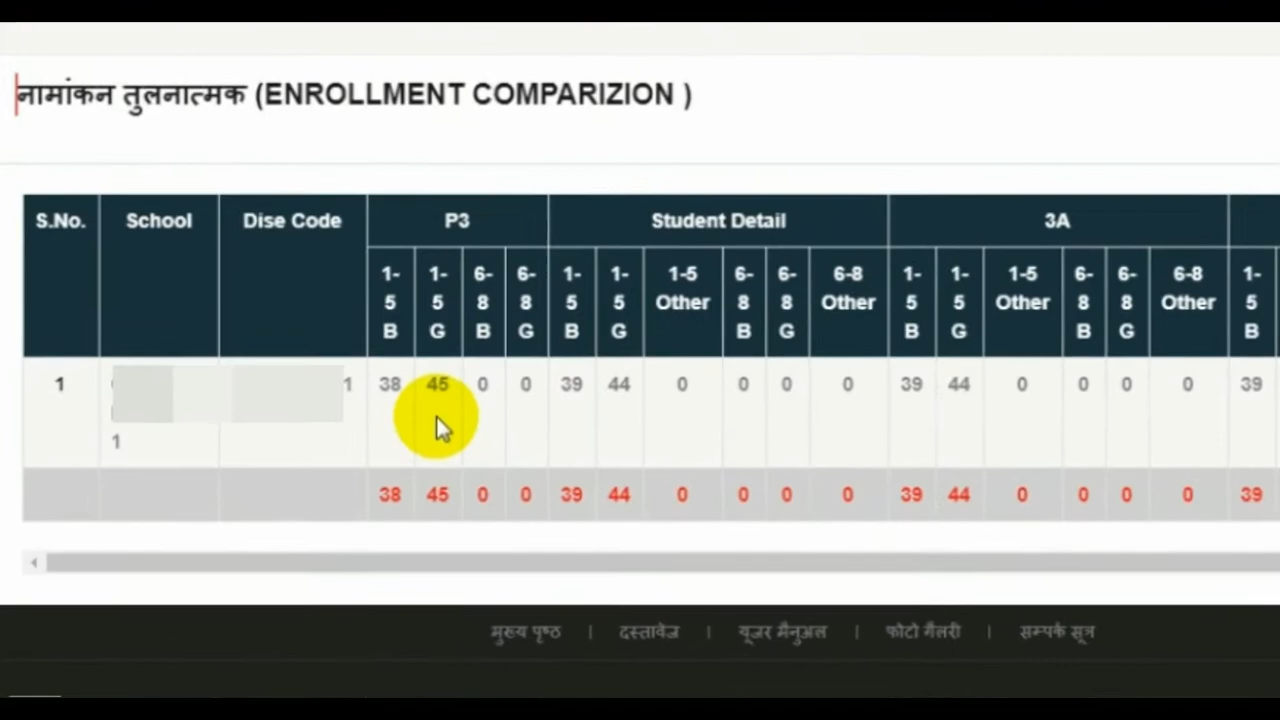 नामांकन तुलनात्मक (ENROLLMENT COMPARIZION )
S.No. School Dise Code P3 Student Detail 3A
1-5 B 1-5 G 6-8 B 6-8 G 1-5 B 1-5 G 1-5 Other 6-8 B 6-8 G 6-8 Other 1-5 B 1-5 G 1-5 Other 6-8 B 6-8 G 6-8 Other 1-5 B
1 1 38 45 0 0 39 44 0 0 0 0 39 44 0 0 0 0 39
1
38 45 0 0 39 44 0 0 0 0 39 44 0 0 0 0 39
मुख्य पृष्ठ | दस्तावेज | यूजर मैनुअल | फोटो गैलरी | सम्पर्क सूत्र